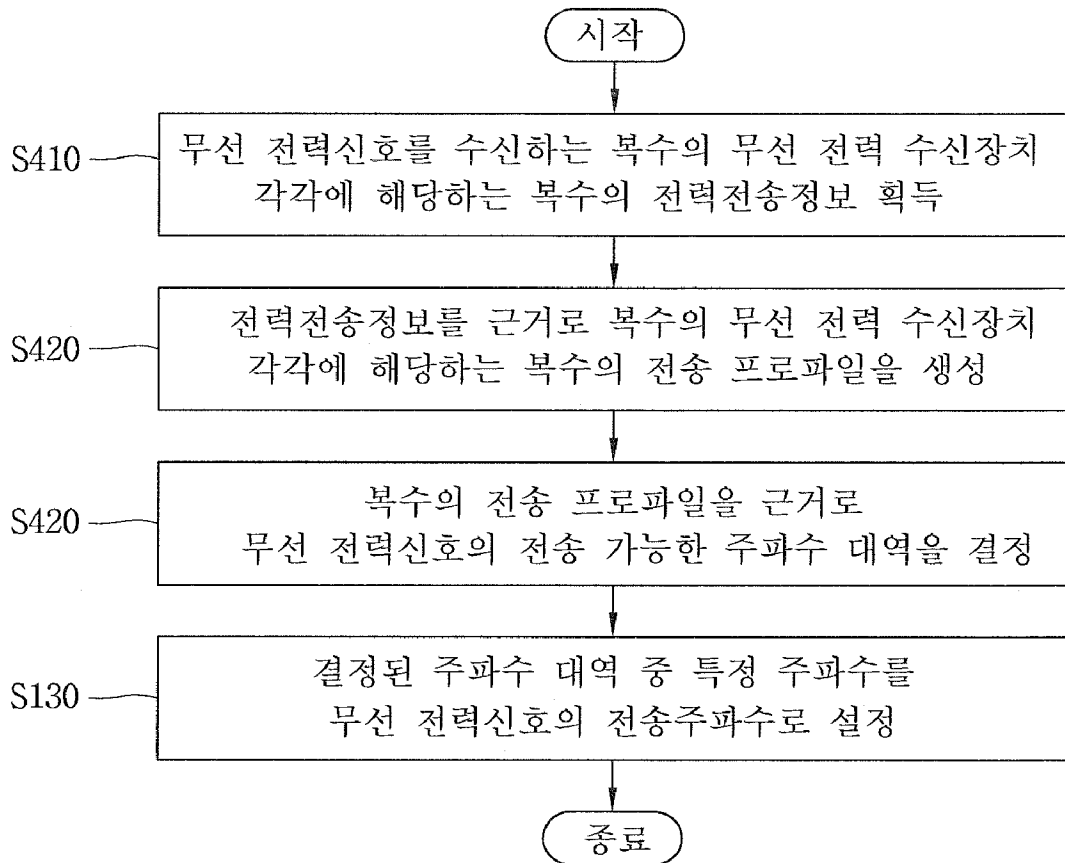 시작
S410
무선 전력신호를 수신하는 복수의 무선 전력 수신장치
각각에 해당하는 복수의 전력전송정보 획득
S420
전력전송정보를 근거로 복수의 무선 전력 수신장치
각각에 해당하는 복수의 전송 프로파일을 생성
S420
복수의 전송 프로파일을 근거로
무선 전력신호의 전송 가능한 주파수 대역을 결정
S130
결정된 주파수 대역 중 특정 주파수를
무선 전력신호의 전송주파수로 설정
종료